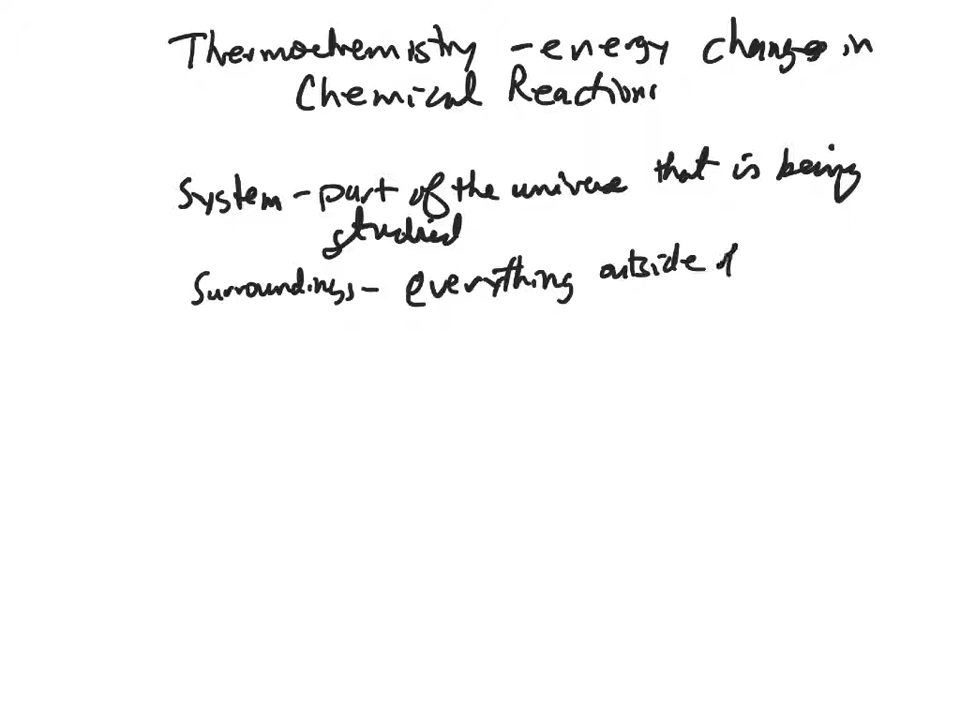 Thermochemistry - energy changes in
Chemical Reactions
System - part of the universe that is being
studied
Surroundings - everything outside